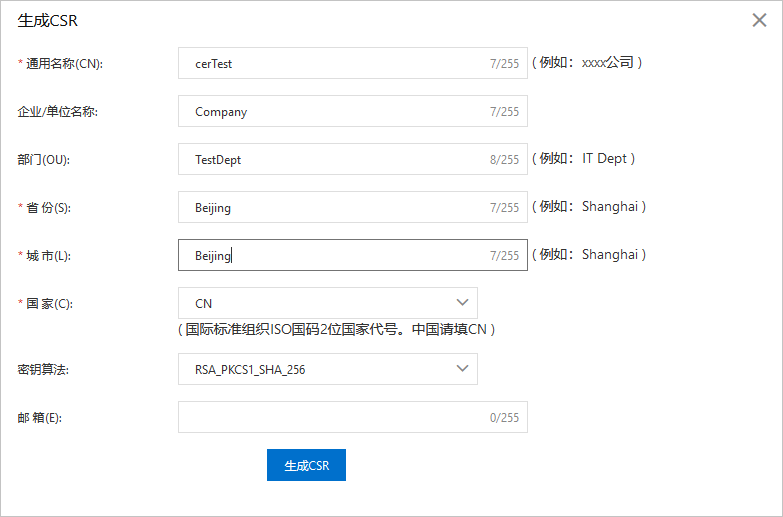 生成CSR
* 通用名称(CN): cerTest 7/255 ( 例如：xxxx公司 )
企业/单位名称: Company 7/255
部门(OU): TestDept 8/255 ( 例如：IT Dept )
* 省 份(S): Beijing 7/255 ( 例如：Shanghai )
* 城 市(L): Beijing 7/255 ( 例如：Shanghai )
* 国 家(C): CN
( 国际标准组织ISO国码2位国家代号。中国请填CN )
密钥算法: RSA_PKCS1_SHA_256
邮 箱(E): 0/255
生成CSR